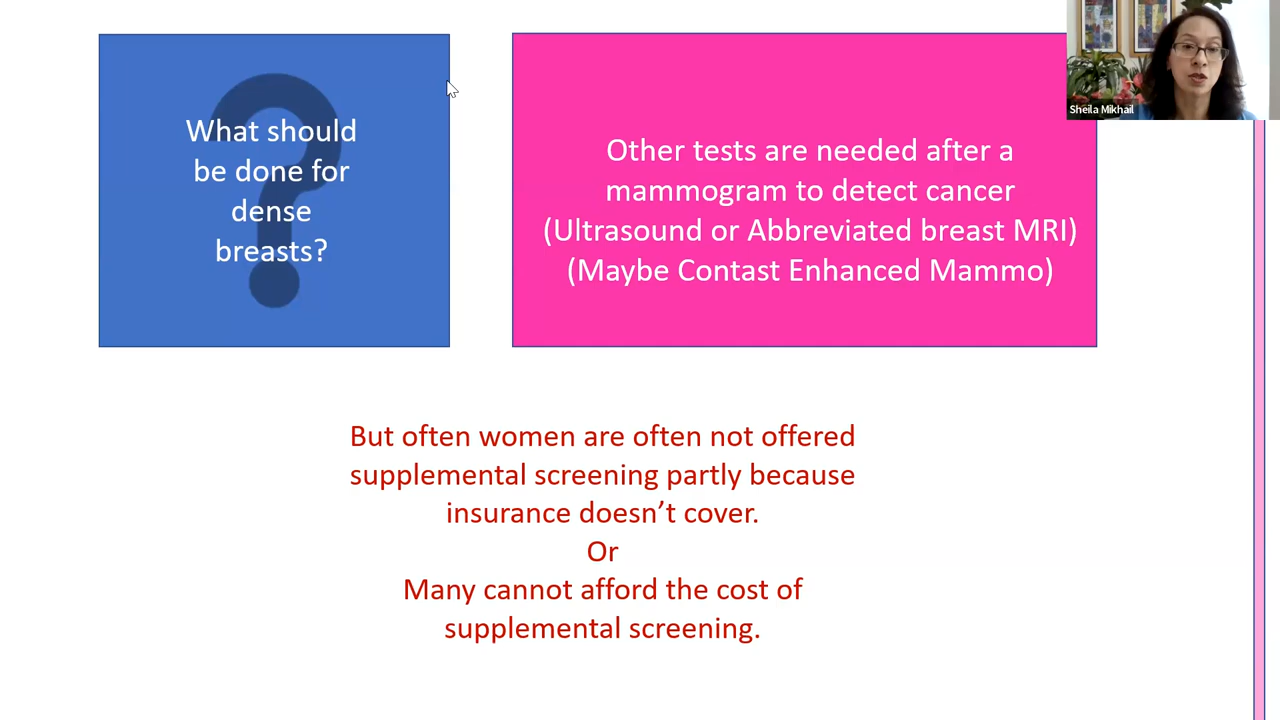 What should
be done for
dense
breasts?
Other tests are needed after a
mammogram to detect cancer
(Ultrasound or Abbreviated breast MRI)
(Maybe Contast Enhanced Mammo)
Sheila Mikhail
But often women are often not offered
supplemental screening partly because
insurance doesn’t cover.
Or
Many cannot afford the cost of
supplemental screening.